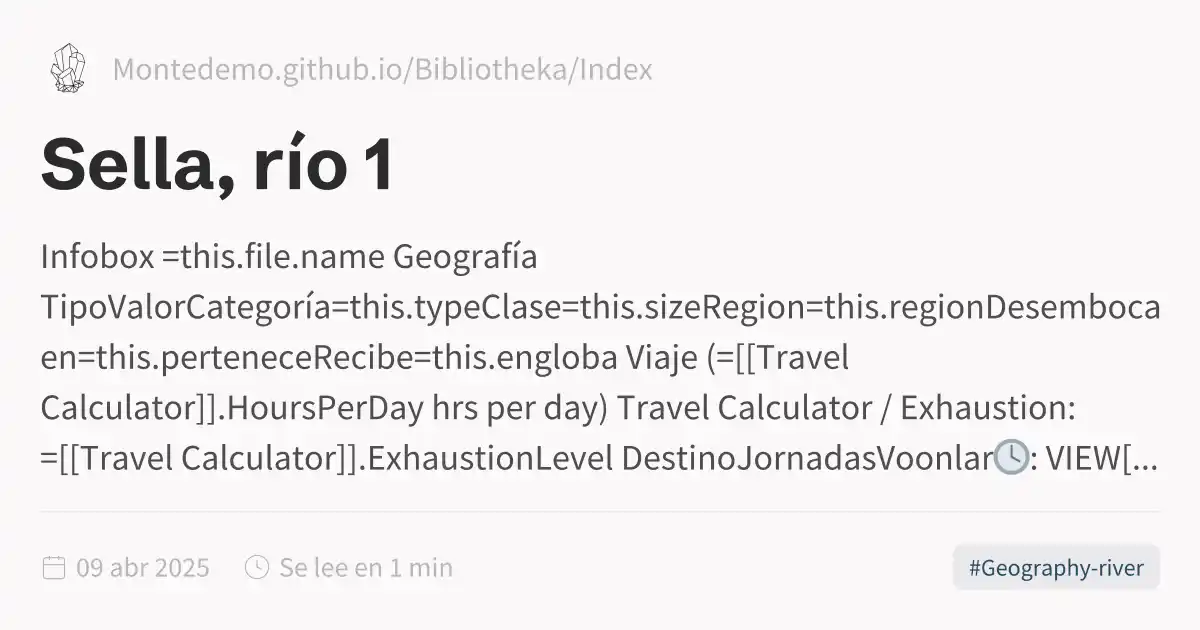 Montedemo.github.io/Bibliotheka/Index
Sella, río 1
Infobox =this.file.name Geografía
TipoValorCategoría=this.typeClase=this.sizeRegion=this.regionDesemboca
en=this.perteneceRecibe=this.engloba Viaje (=[[Travel
Calculator]].HoursPerDay hrs per day) Travel Calculator / Exhaustion:
=[[Travel Calculator]].ExhaustionLevel DestinoJornadasVoonlar🕓: VIEW[...
09 abr 2025 Se lee en 1 min #Geography-river